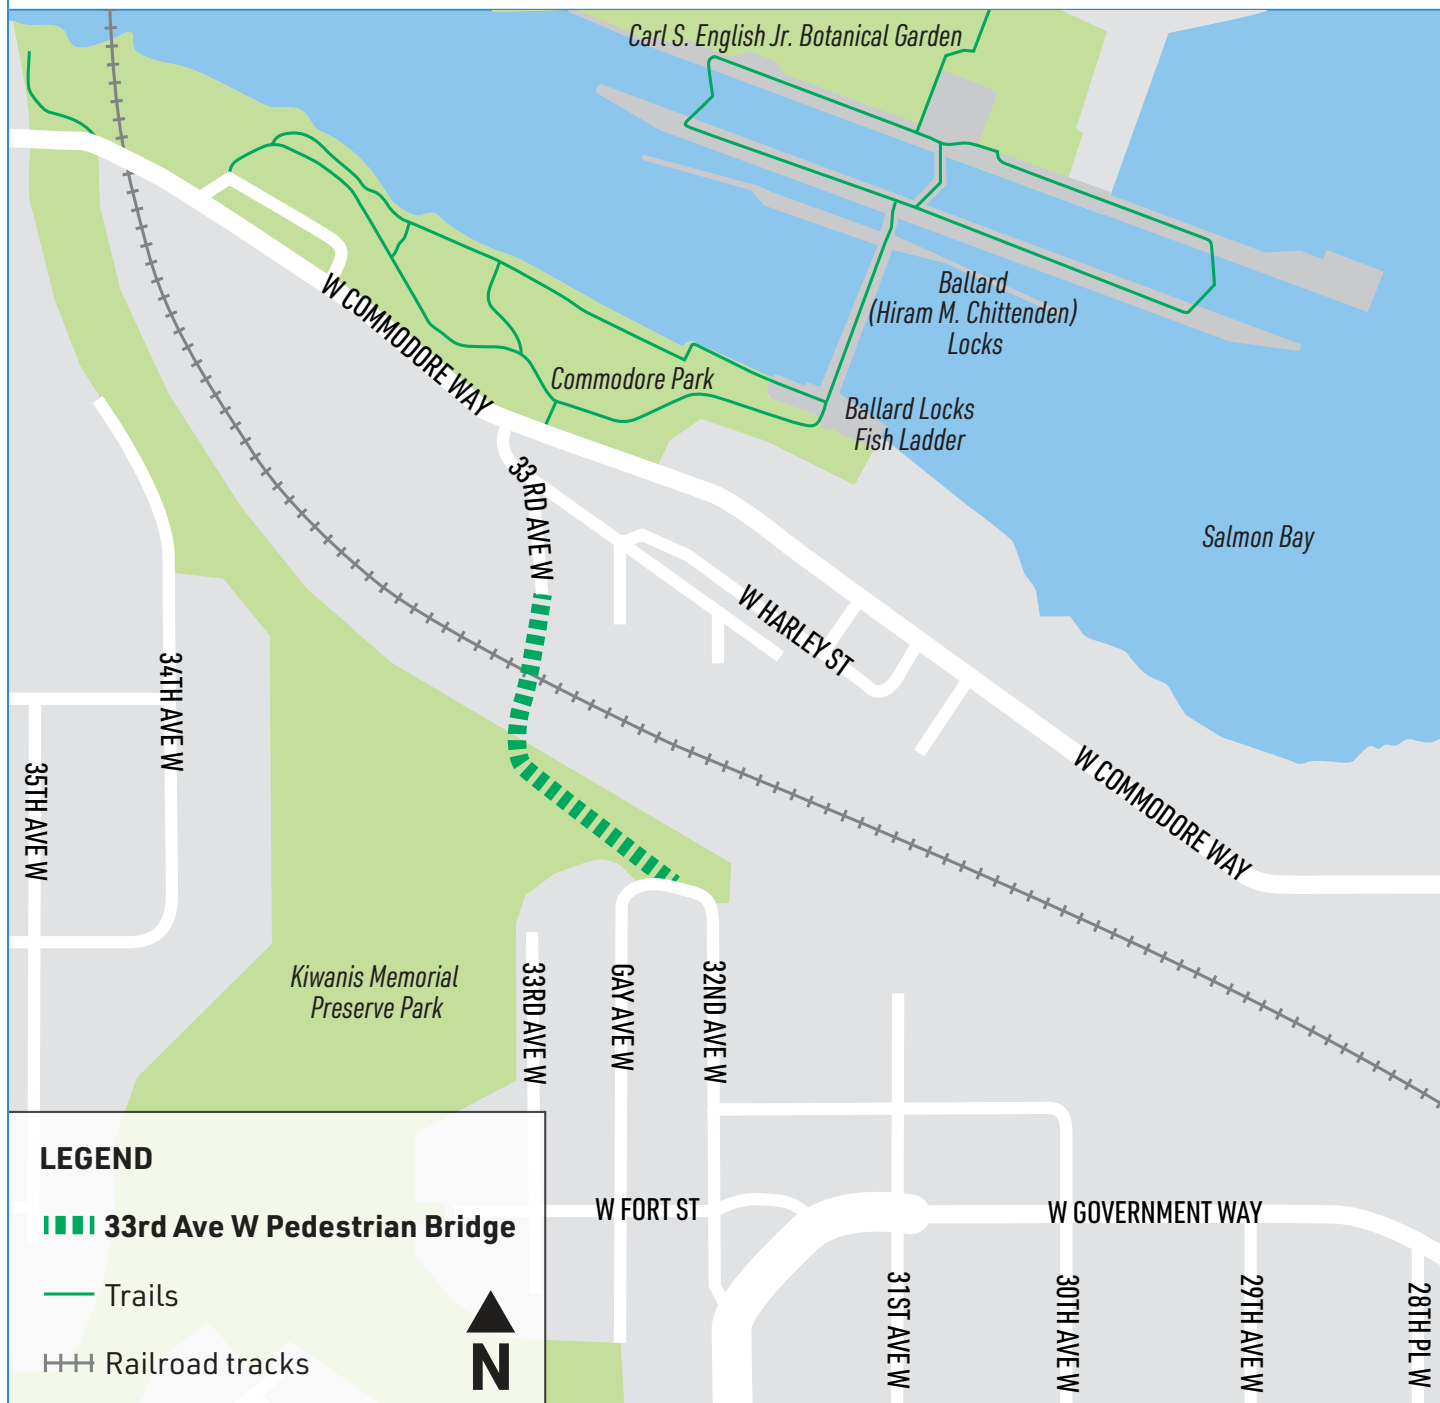 Carl S. English Jr. Botanical Garden
Ballard
(Hiram M. Chittenden)
Locks
W COMMODORE WAY
Commodore Park
Ballard Locks
Fish Ladder
33RD AVE W
Salmon Bay
W HARLEY ST
34TH AVE W
35TH AVE W
W COMMODORE WAY
Kiwanis Memorial
Preserve Park
33RD AVE W
GAY AVE W
32ND AVE W
W FORT ST
W GOVERNMENT WAY
31ST AVE W
30TH AVE W
29TH AVE W
28TH PL W
LEGEND
33rd Ave W Pedestrian Bridge
Trails
Railroad tracks
N